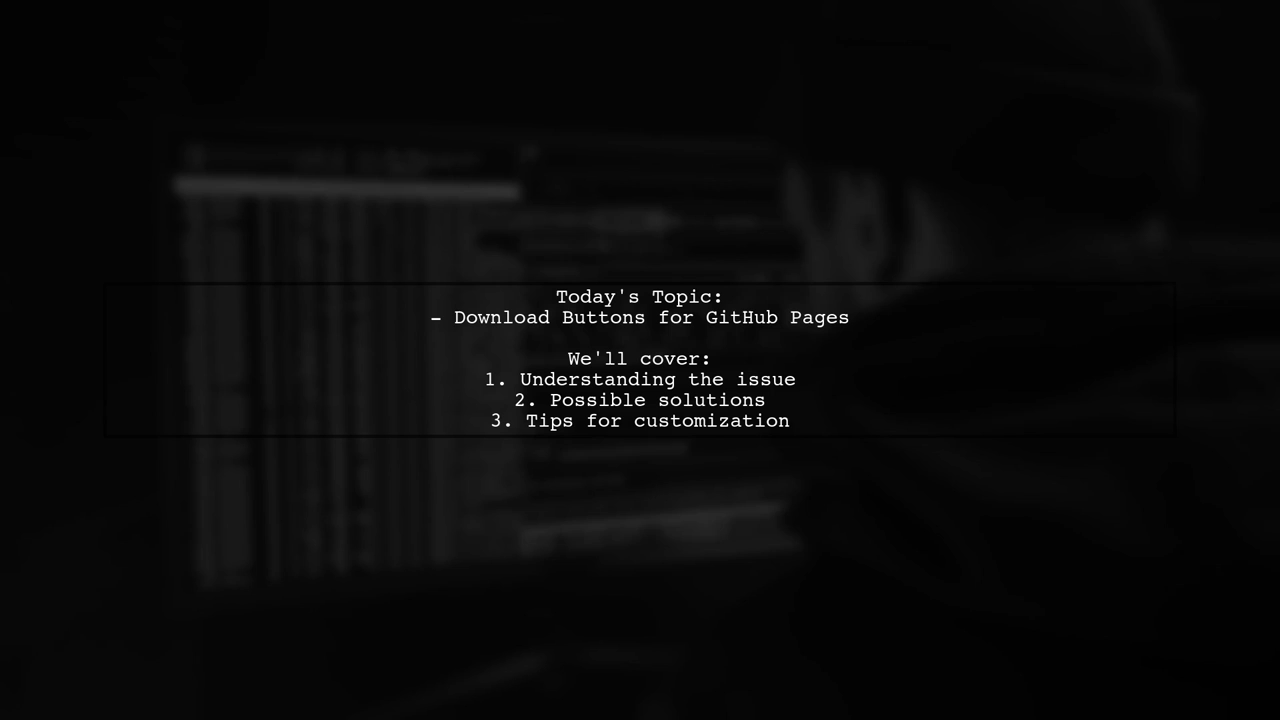 Today's Topic:
- Download Buttons for GitHub Pages
We'll cover:
1. Understanding the issue
2. Possible solutions
3. Tips for customization